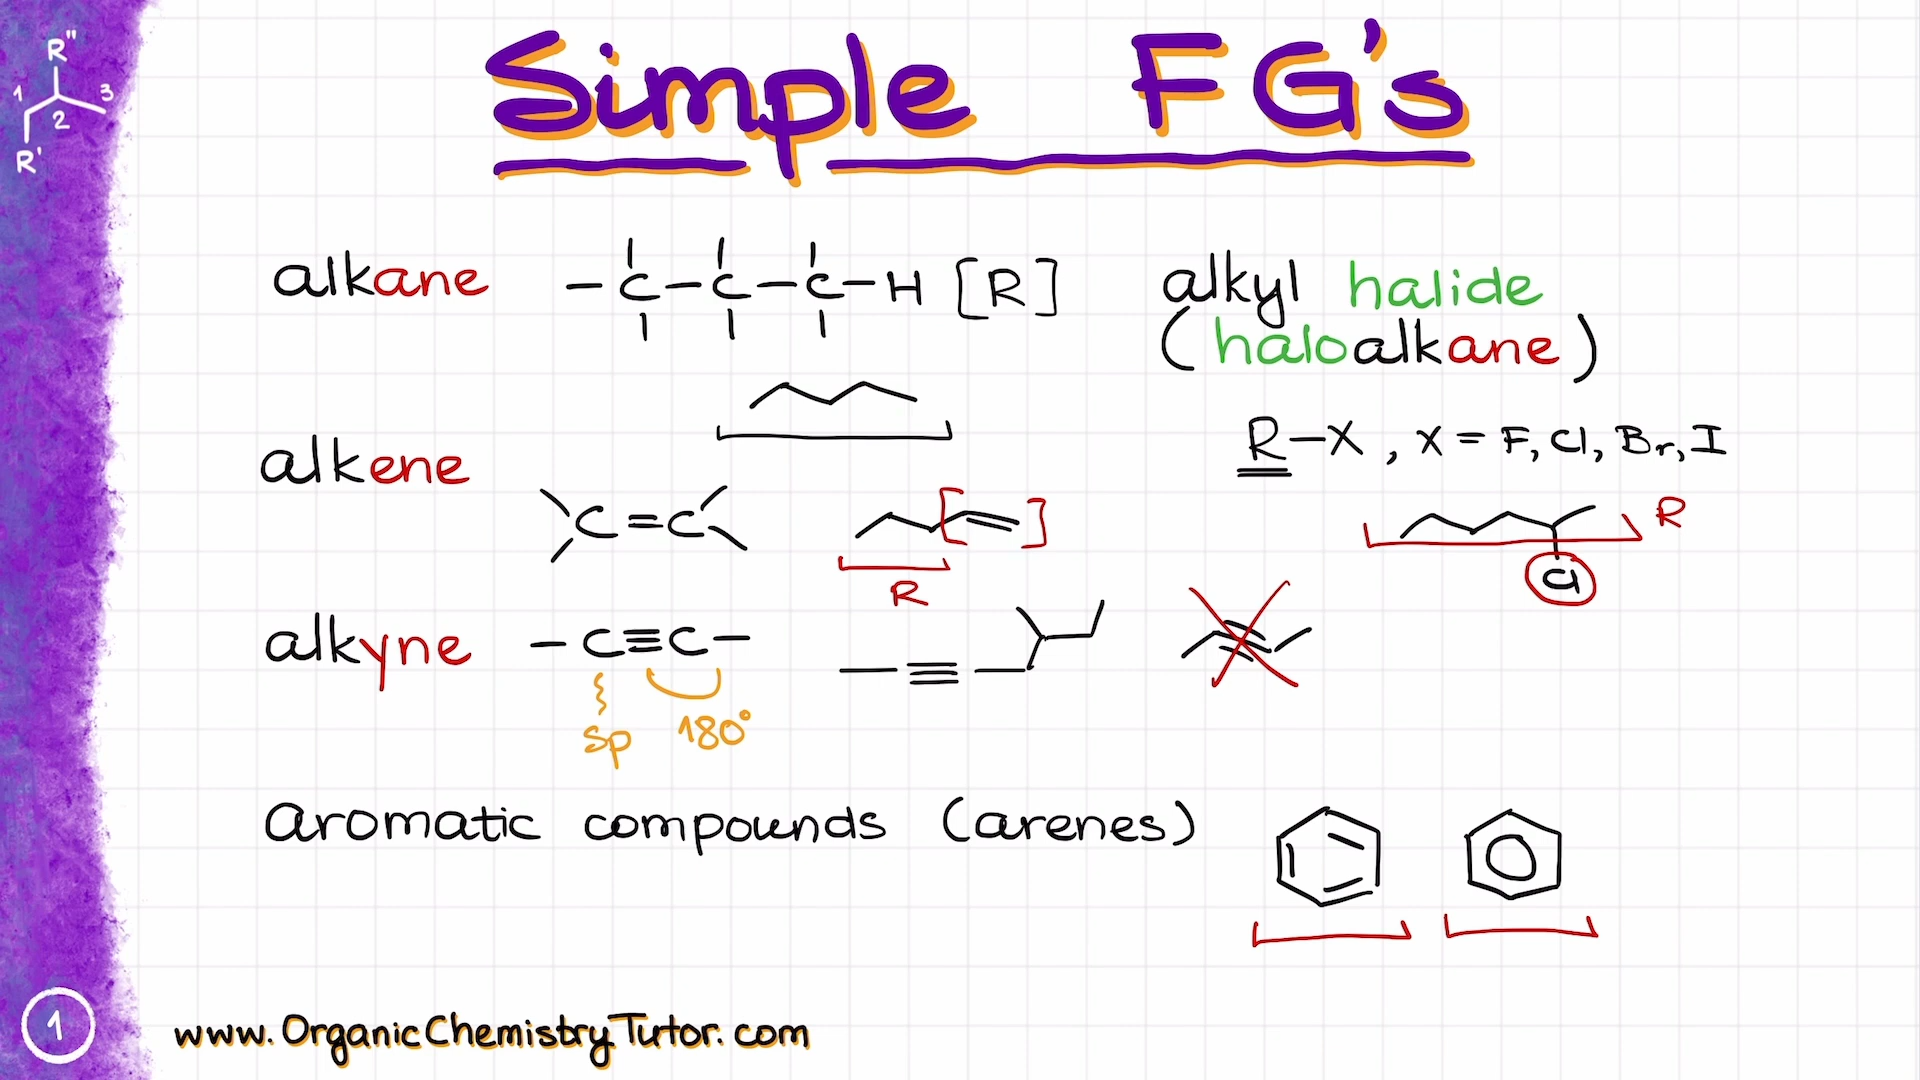 Simple FG's
R"
1 3
2
R'
alkane -C-C-C-H [R]
alkene
C=C
R
alkyne -C≡C-
sp 180°
alkyl halide
(haloalkane)
R-X, X = F, Cl, Br, I
R
Cl
aromatic compounds (arenes)
1
www.OrganicChemistryTutor.com